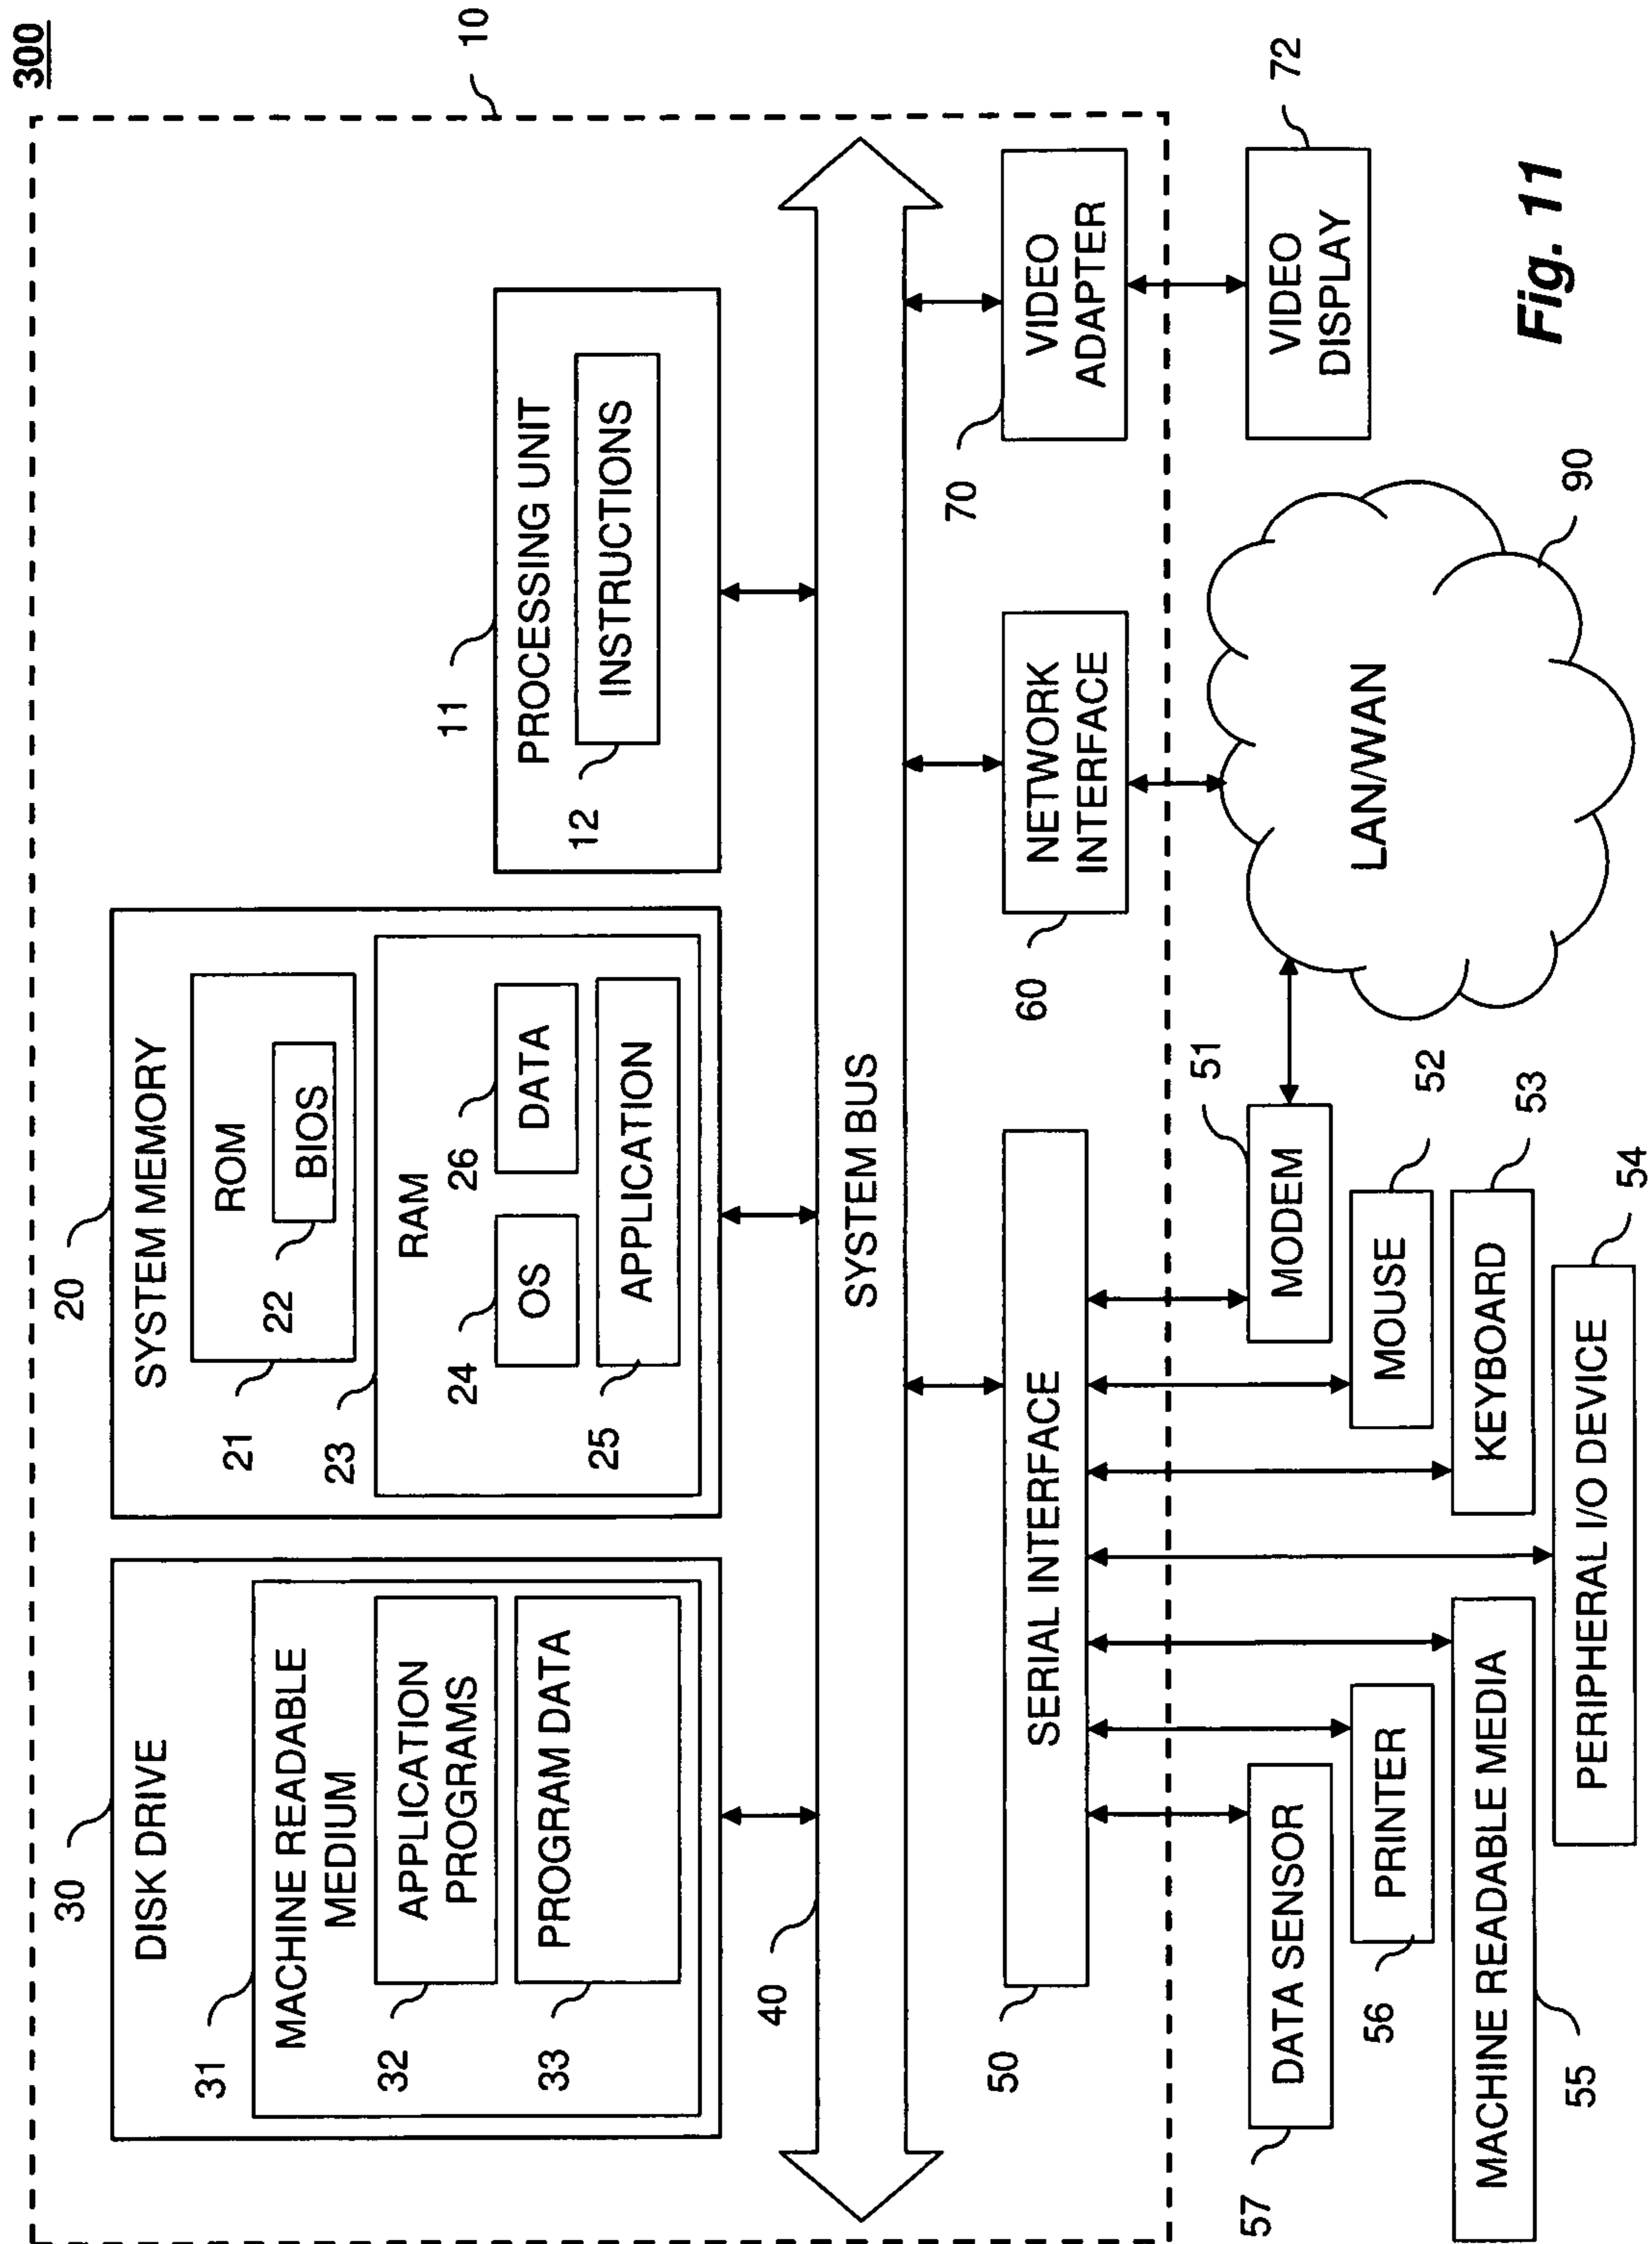 300
10
30
DISK DRIVE
31
MACHINE READABLE
MEDIUM
32
APPLICATION
PROGRAMS
33
PROGRAM DATA
20
SYSTEM MEMORY
21
ROM
22
BIOS
23
RAM
24
OS
26
DATA
25
APPLICATION
11
PROCESSING UNIT
12
INSTRUCTIONS
40
SYSTEM BUS
50
SERIAL INTERFACE
60
NETWORK
INTERFACE
70
VIDEO
ADAPTER
57
DATA SENSOR
56
PRINTER
55
MACHINE READABLE MEDIA
54
PERIPHERAL I/O DEVICE
53
KEYBOARD
52
MOUSE
51
MODEM
LAN/WAN
90
72
VIDEO
DISPLAY
Fig. 11